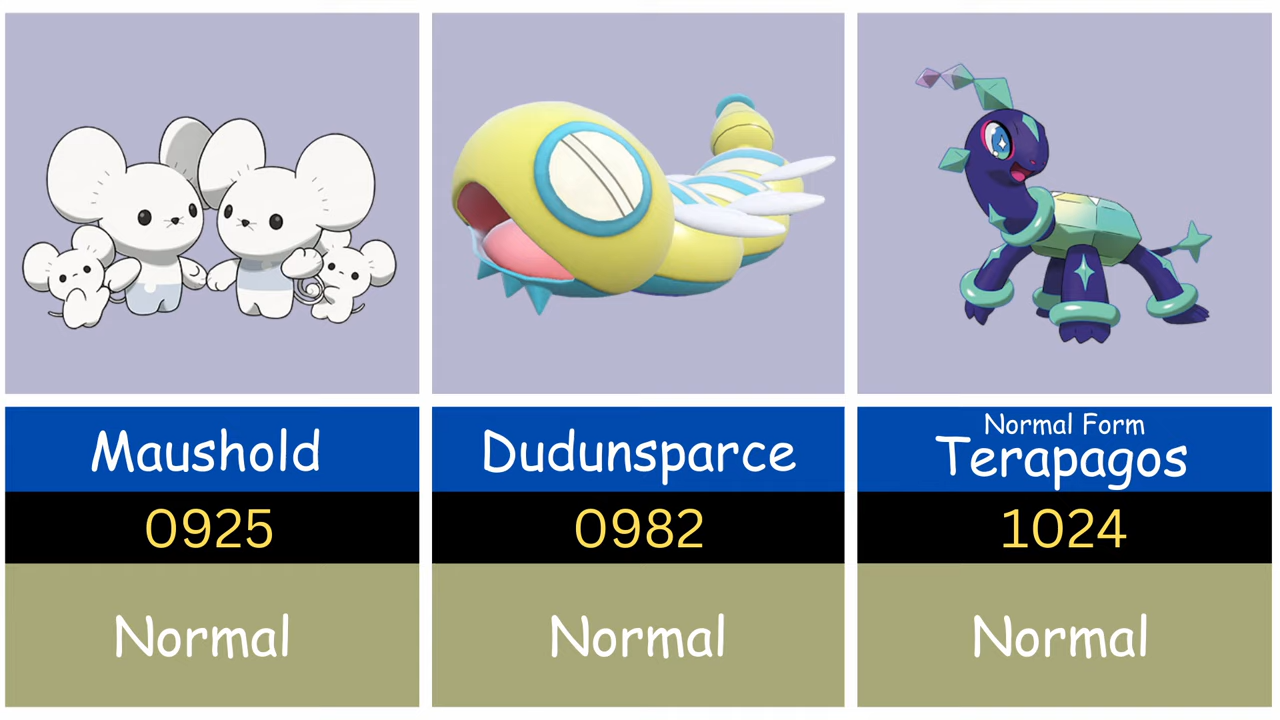 Maushold
0925
Normal
Dudunsparce
0982
Normal
Normal Form
Terapagos
1024
Normal